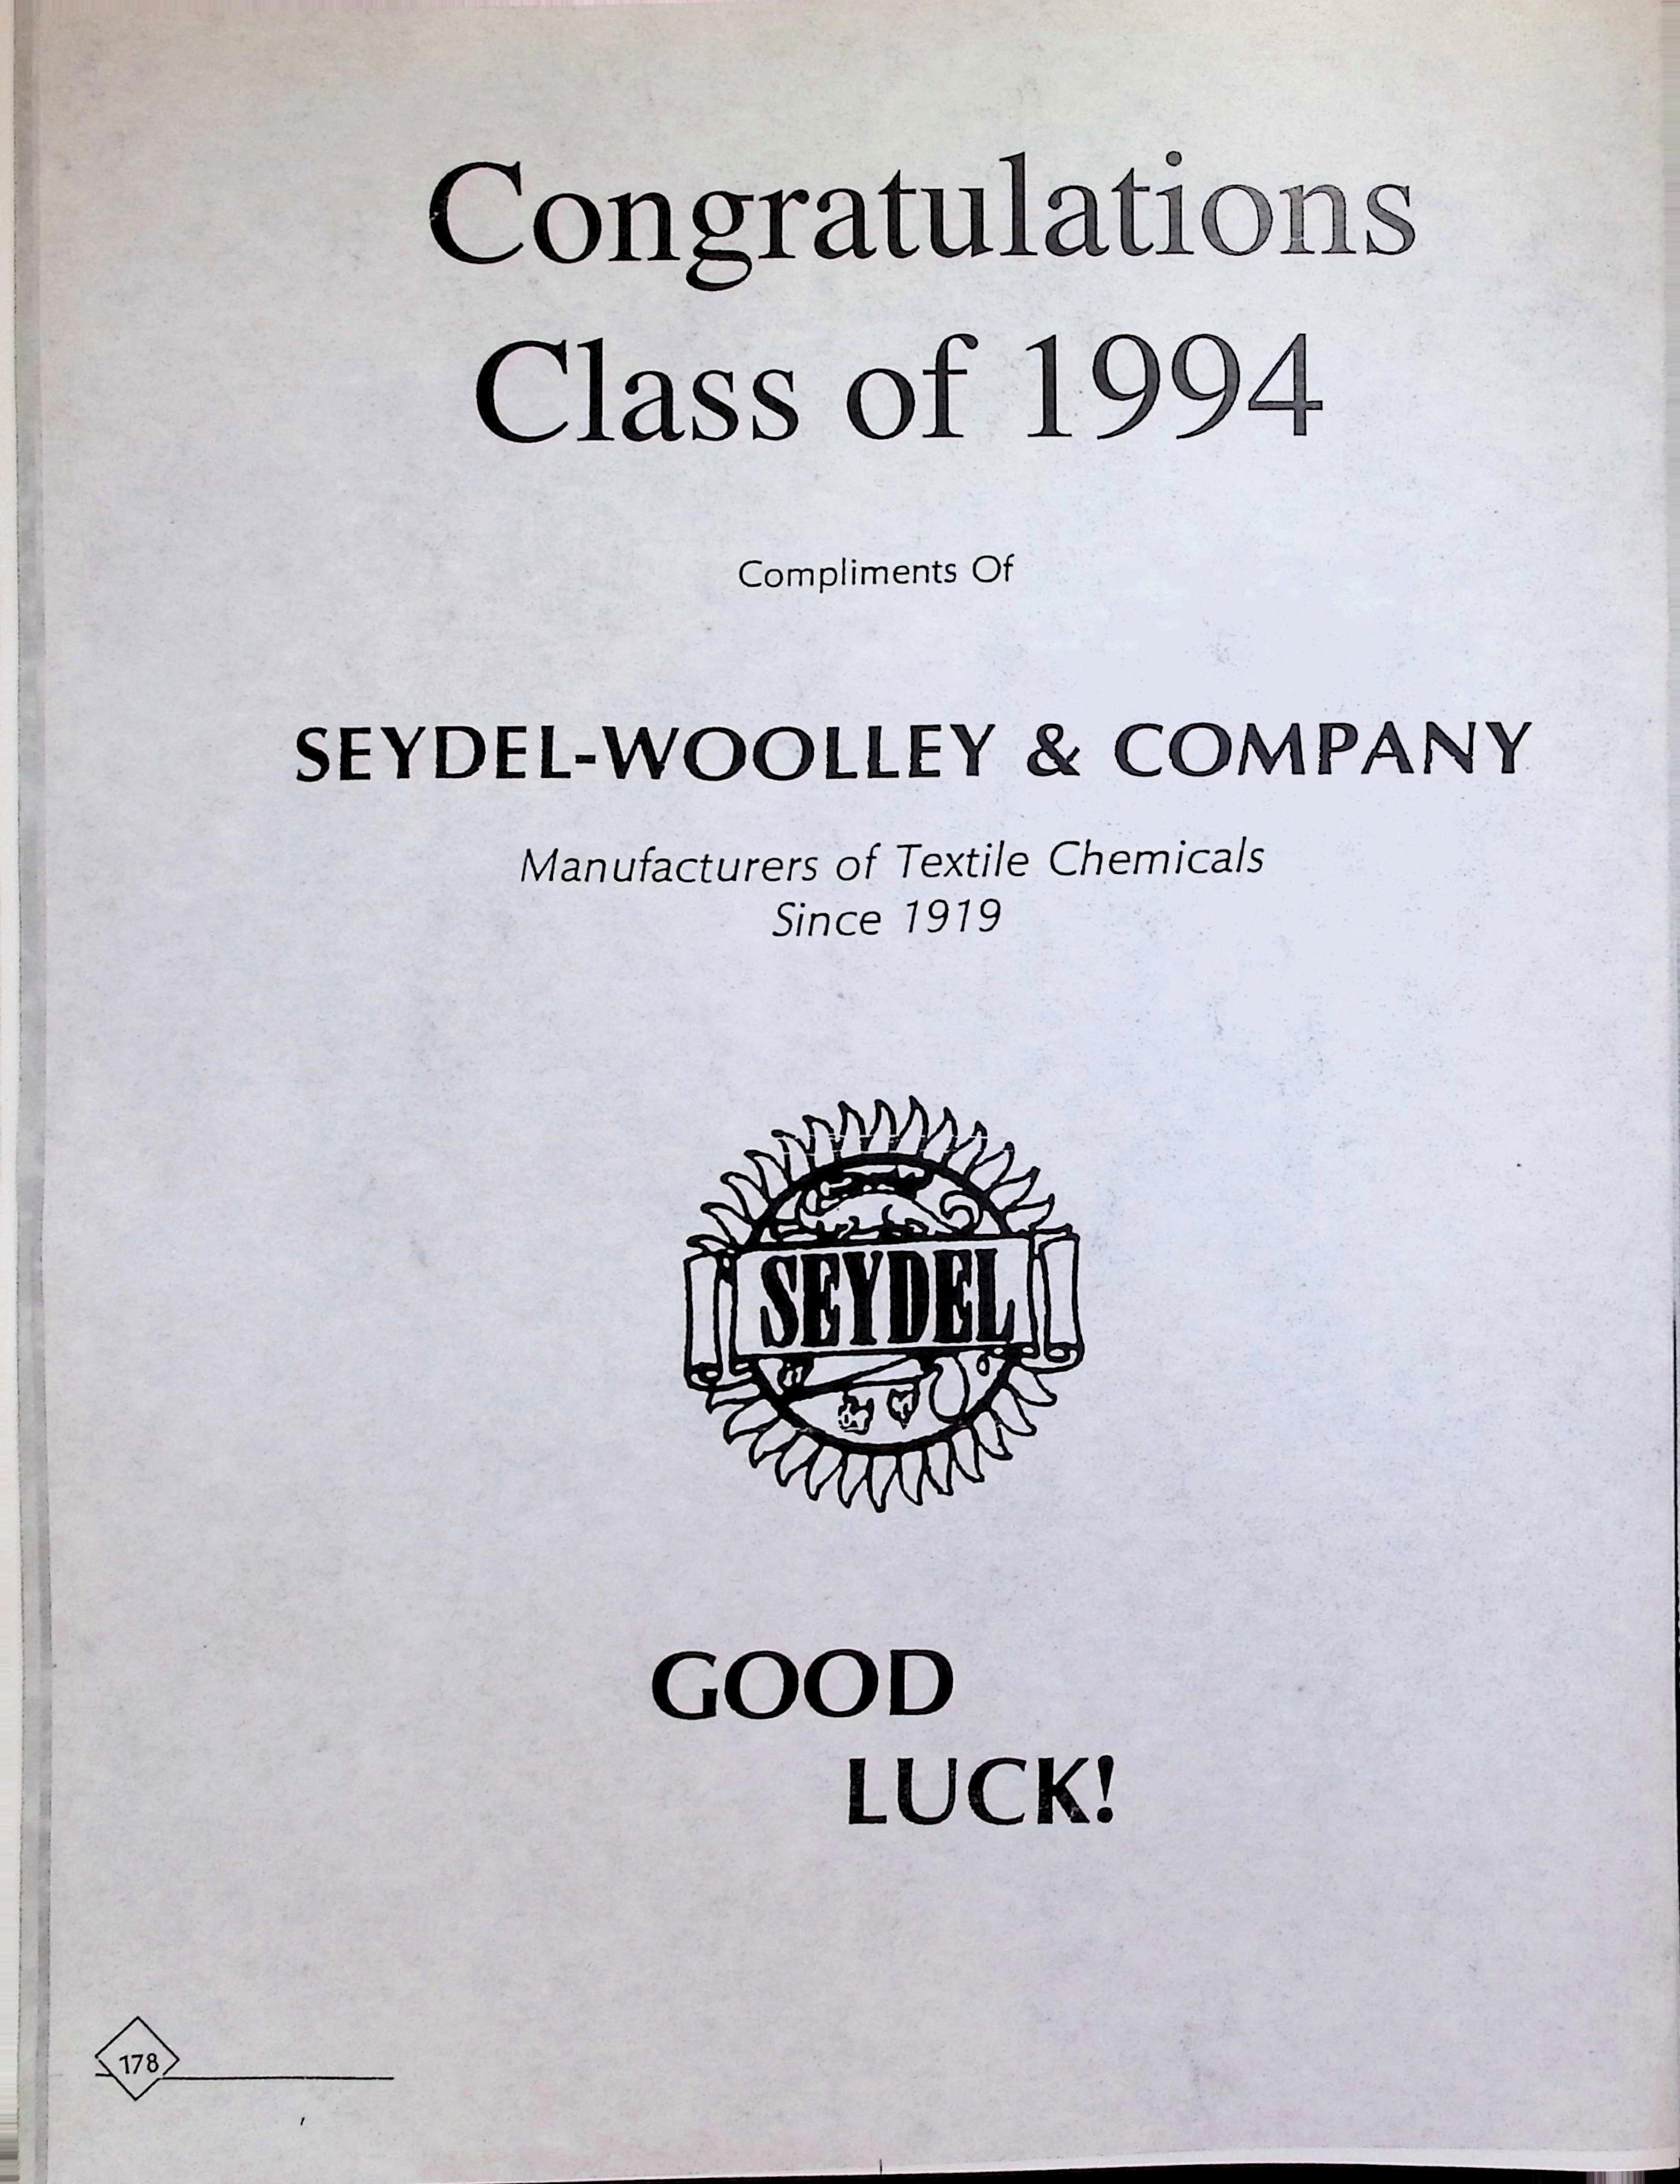 Congratulations
Class of 1994
Compliments Of
SEYDEL-WOOLLEY & COMPANY
Manufacturers of Textile Chemicals
Since 1919
SEYDEL
GOOD
LUCK!
178